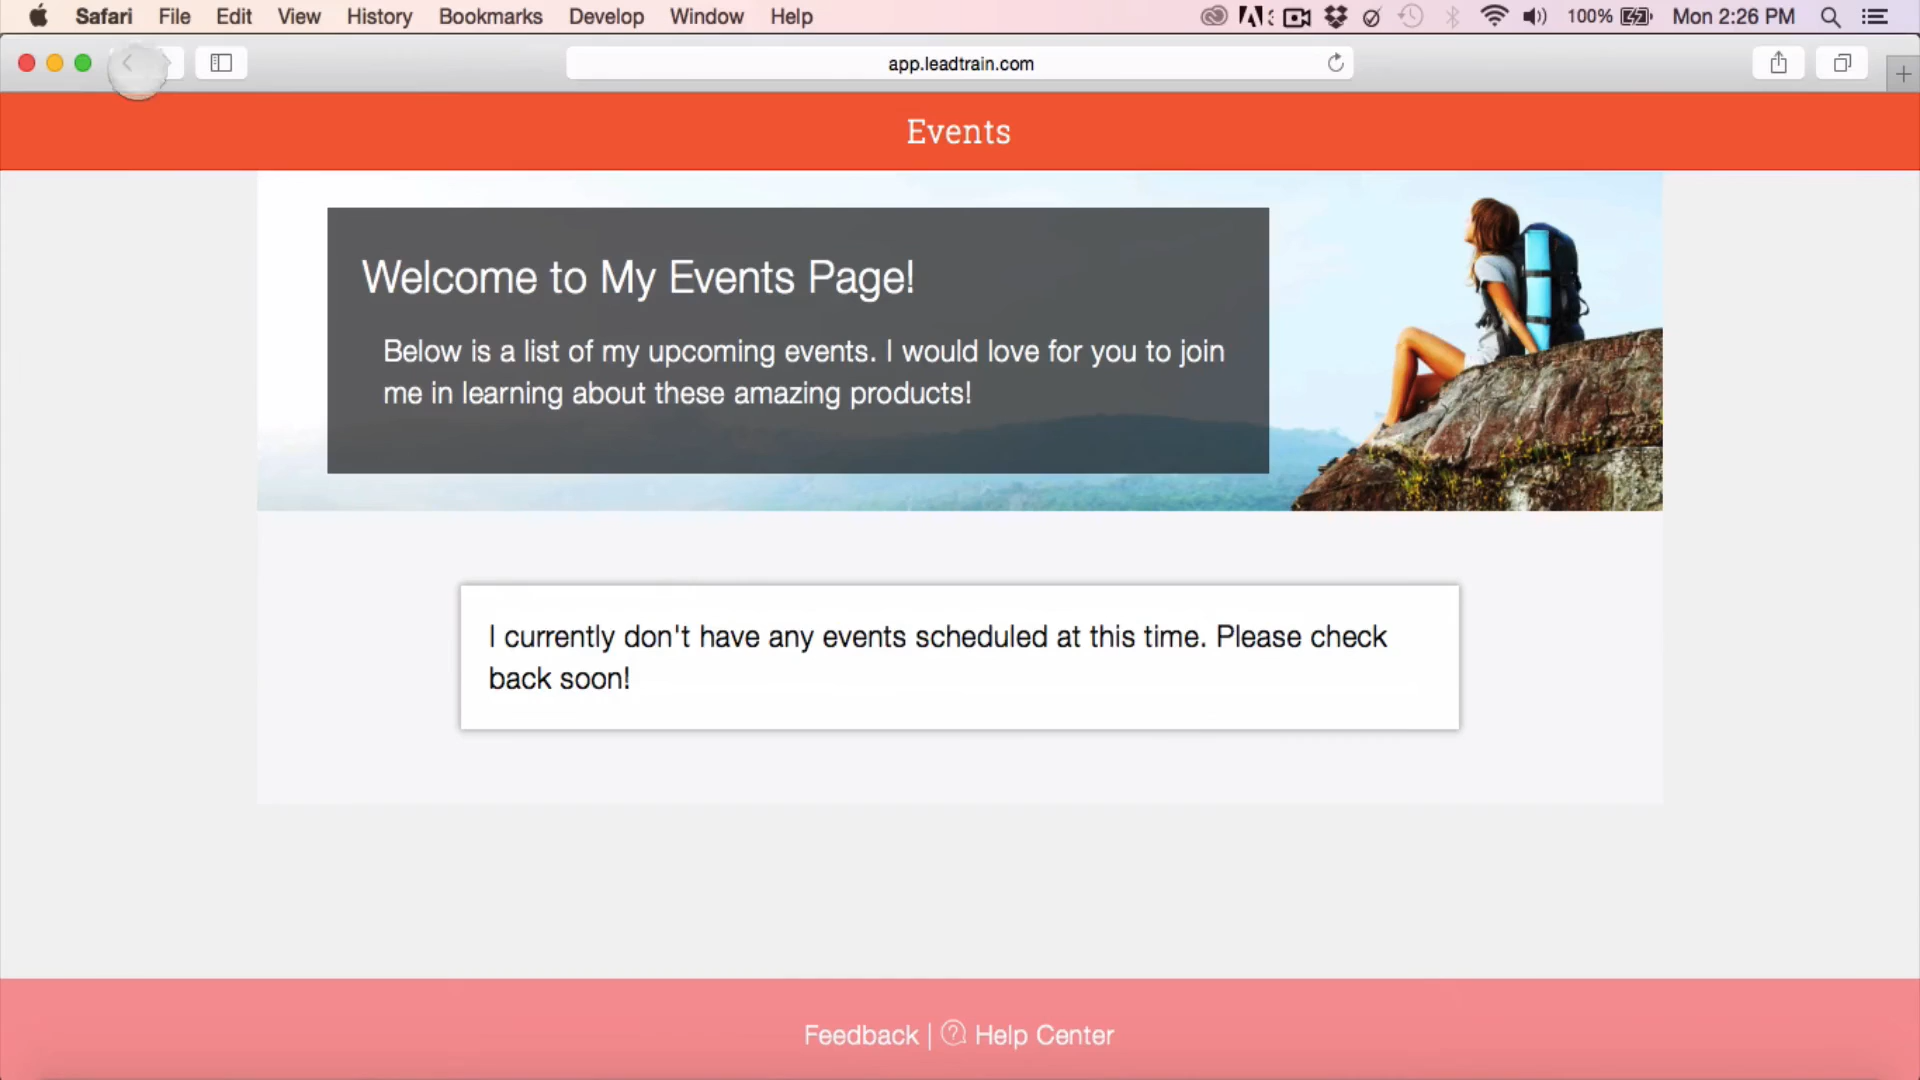 Safari File Edit View History Bookmarks Develop Window Help 100% Mon 2:26 PM
app.leadtrain.com
Events
Welcome to My Events Page!
Below is a list of my upcoming events. I would love for you to join
me in learning about these amazing products!
I currently don't have any events scheduled at this time. Please check
back soon!
Feedback | Help Center